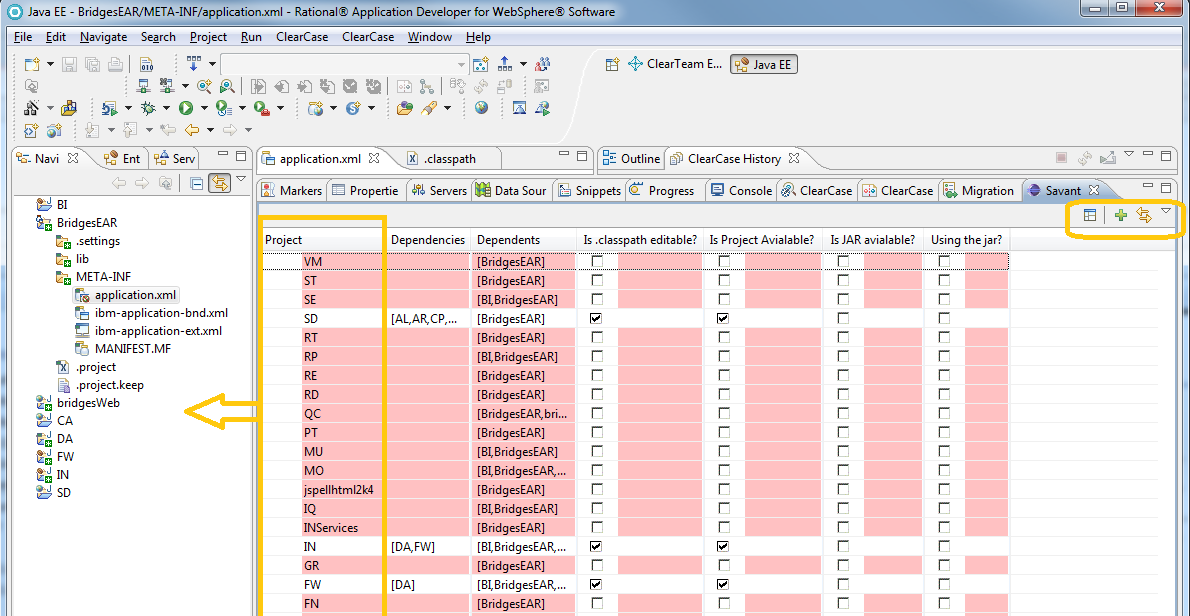 Java EE - BridgesEAR/META-INF/application.xml - Rational® Application Developer for WebSphere® Software
File Edit Navigate Search Project Run ClearCase ClearCase Window Help
010
ClearTeam E... Java EE
Navi Ent Serv
application.xml .classpath
Outline ClearCase History
Markers Propertie Servers Data Sour Snippets Progress Console ClearCase ClearCase Migration Savant
BI
BridgesEAR
.settings
lib
META-INF
application.xml
ibm-application-bnd.xml
ibm-application-ext.xml
MANIFEST.MF
.project
.project.keep
bridgesWeb
CA
DA
FW
IN
SD
Project Dependencies Dependents Is .classpath editable? Is Project Avialable? Is JAR avialable? Using the jar?
VM [BridgesEAR]
ST [BridgesEAR]
SE [BI,BridgesEAR]
SD [AL,AR,CP,... [BridgesEAR]
RT [BridgesEAR]
RP [BI,BridgesEAR]
RE [BridgesEAR]
RD [BridgesEAR]
QC [BridgesEAR,bri...
PT [BridgesEAR]
MU [BI,BridgesEAR]
MO [BI,BridgesEAR,...
jspellhtml2k4 [BridgesEAR]
IQ [BI,BridgesEAR]
INServices [BridgesEAR]
IN [DA,FW] [BI,BridgesEAR,...
GR [BridgesEAR]
FW [DA] [BI,BridgesEAR,...
FN [BridgesEAR]